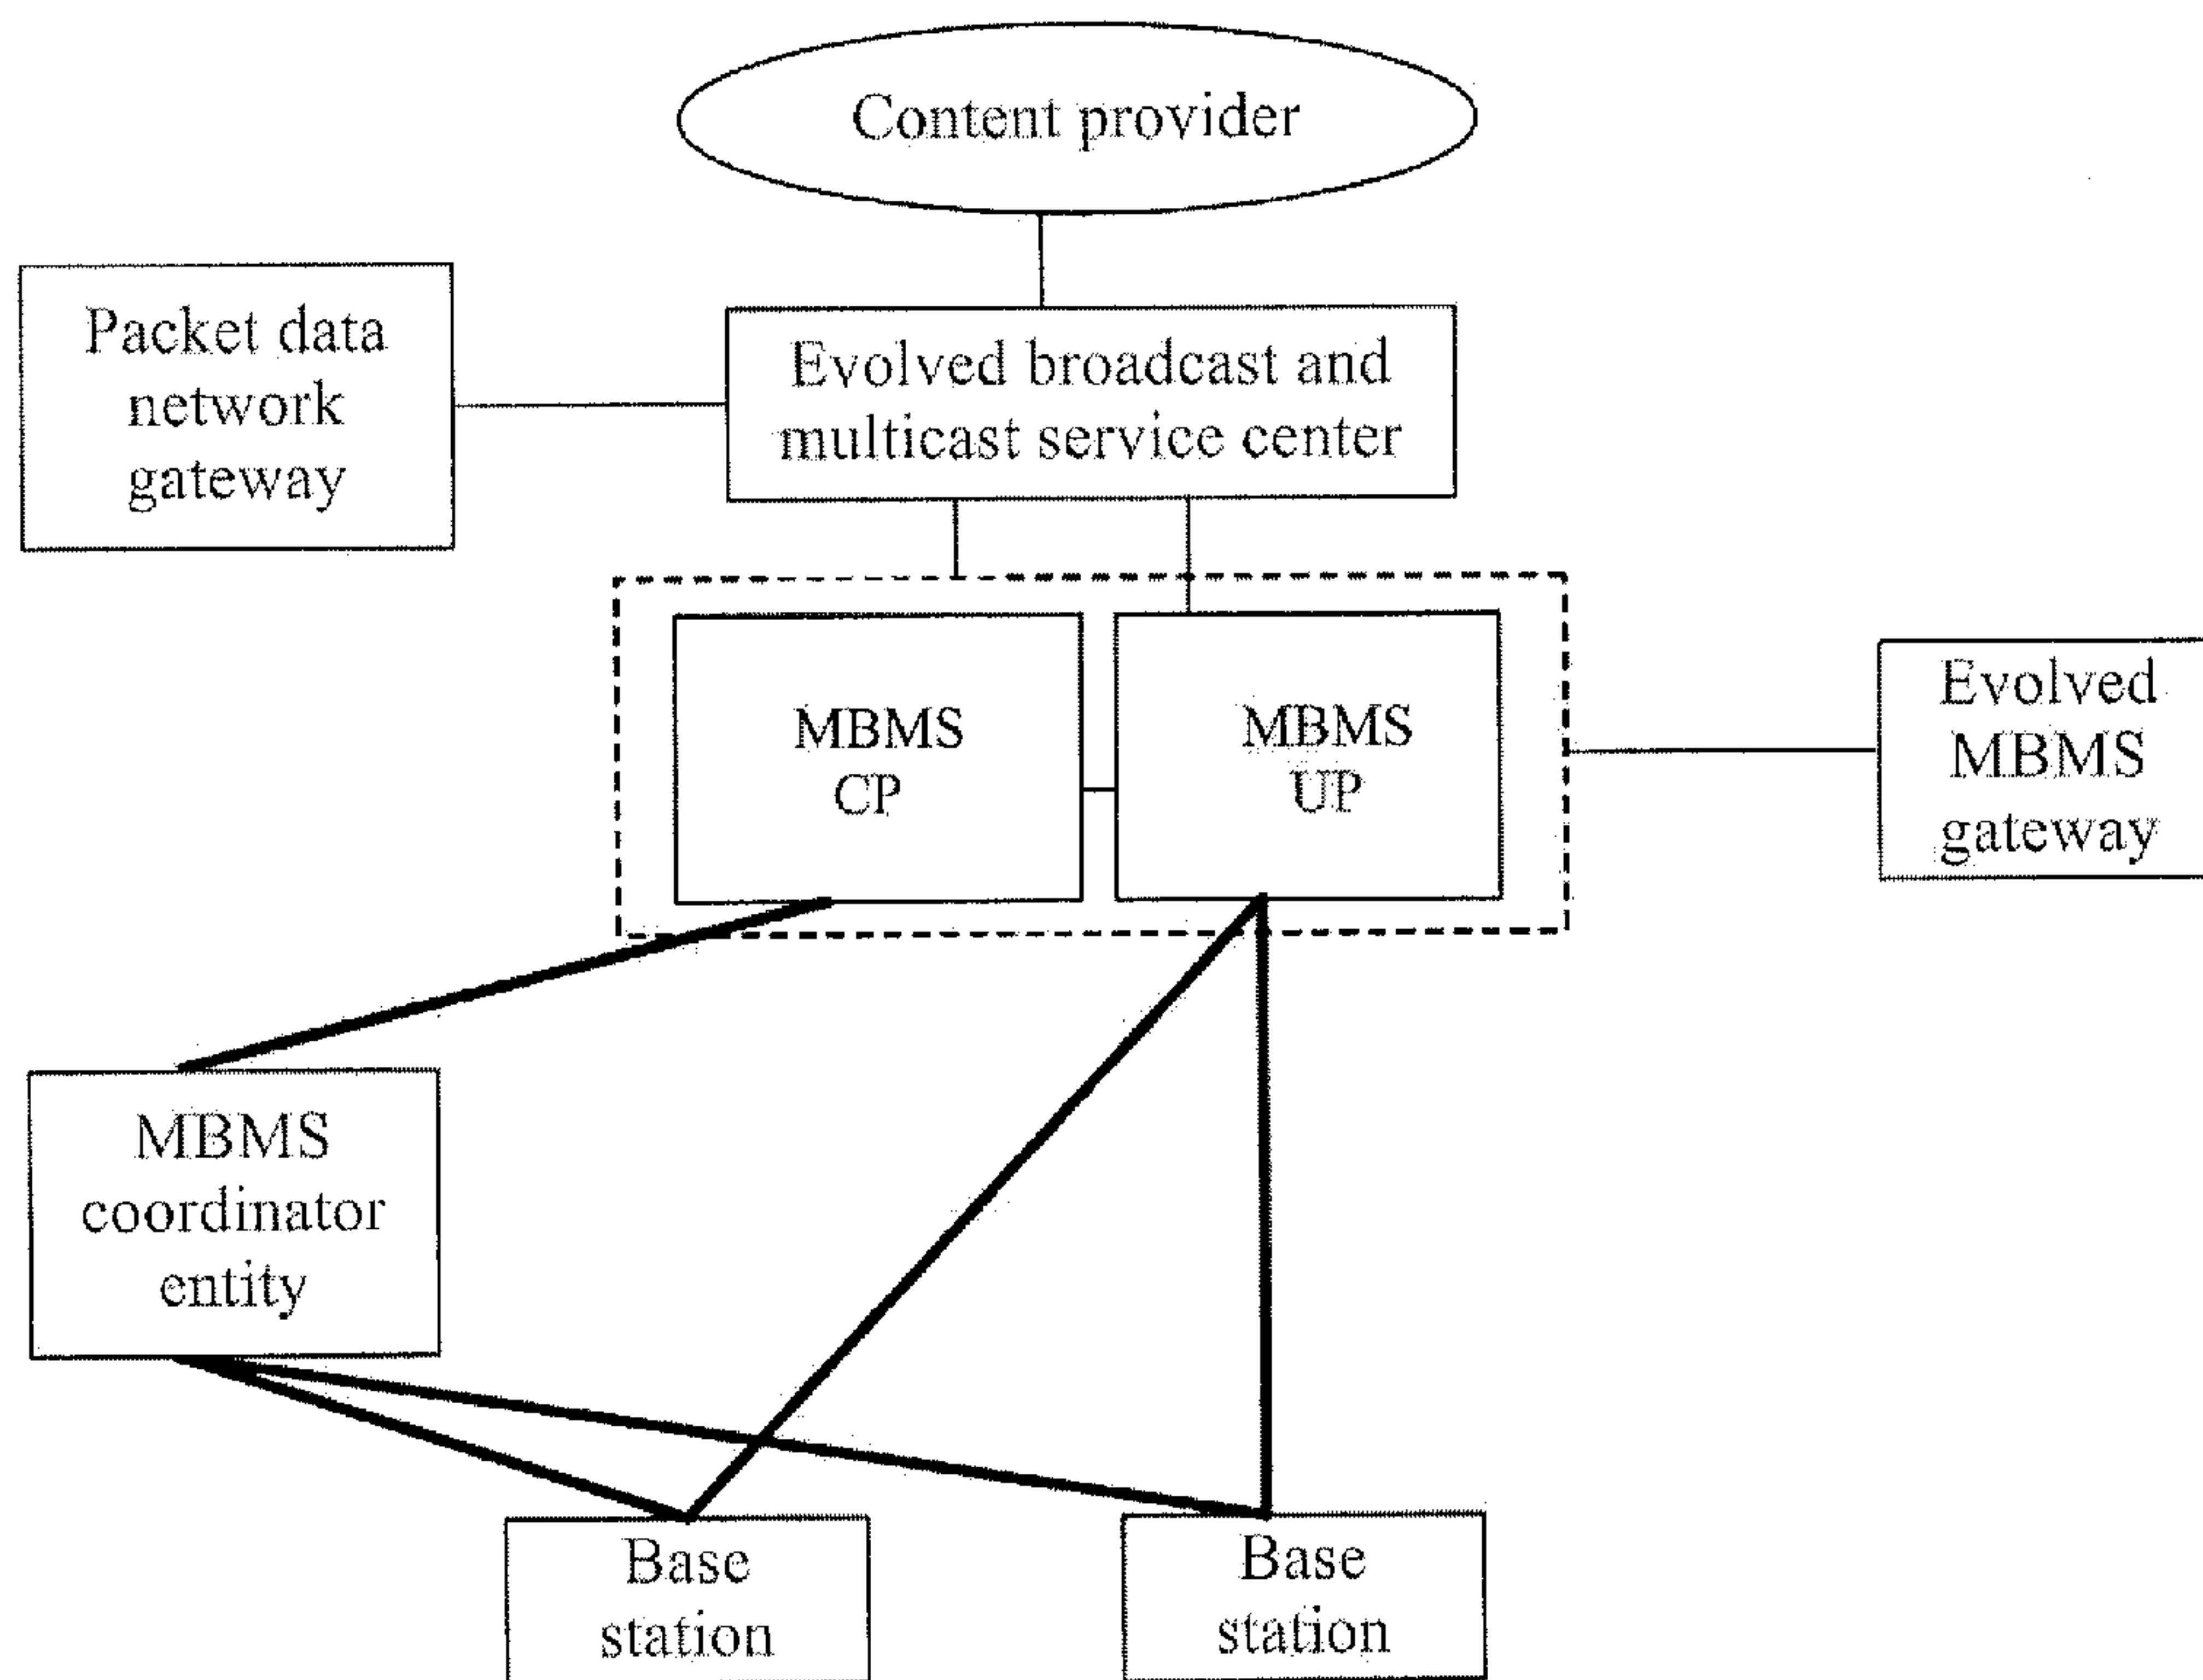 Content provider
Packet data
network
gateway
Evolved broadcast and
multicast service center
MBMS
CP
MBMS
UP
Evolved
MBMS
gateway
MBMS
coordinator
entity
Base
station
Base
station